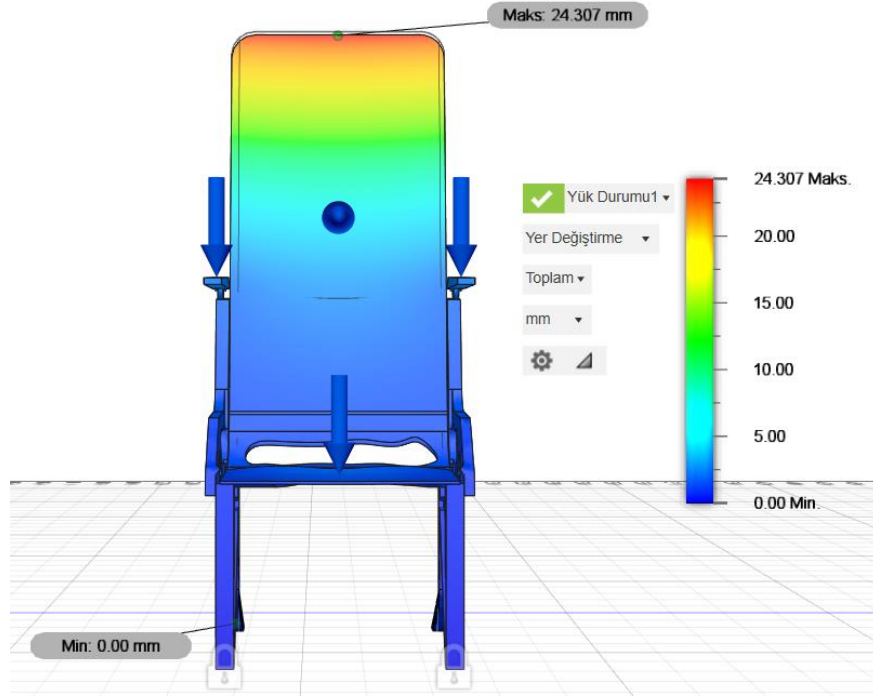 Maks: 24.307 mm
Yük Durumu1
Yer Değiştirme
Toplam
mm
24.307 Maks.
20.00
15.00
10.00
5.00
0.00 Min.
Min: 0.00 mm